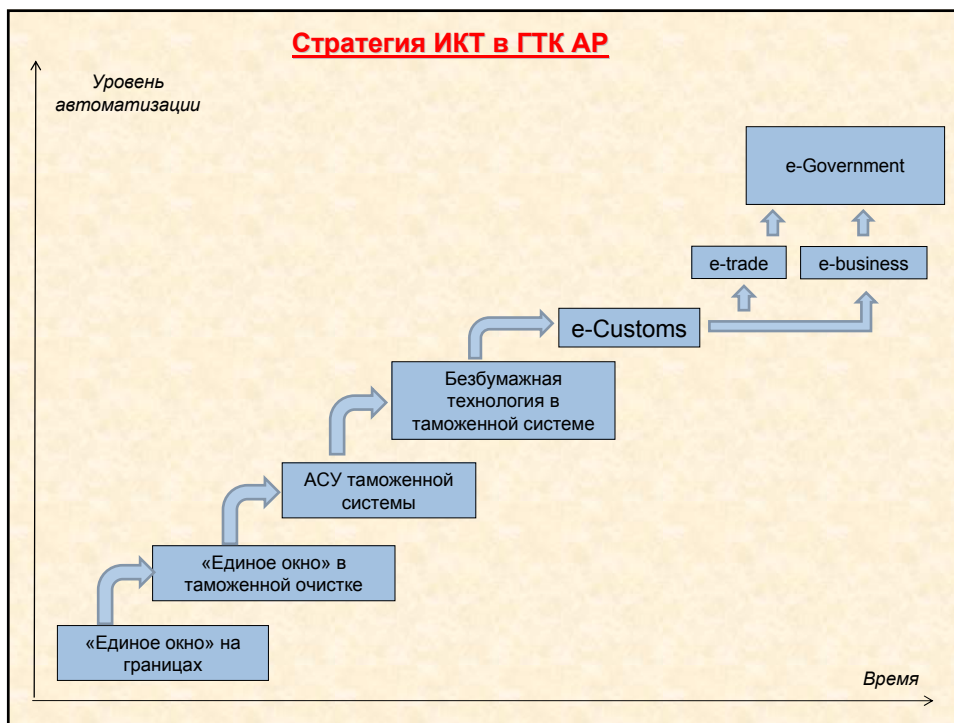 Стратегия ИКТ в ГТК АР
Уровень
автоматизации
e-Government
e-trade
e-business
e-Customs
Безбумажная
технология в
таможенной системе
АСУ таможенной
системы
«Единое окно» в
таможенной очистке
«Единое окно» на
границах
Время